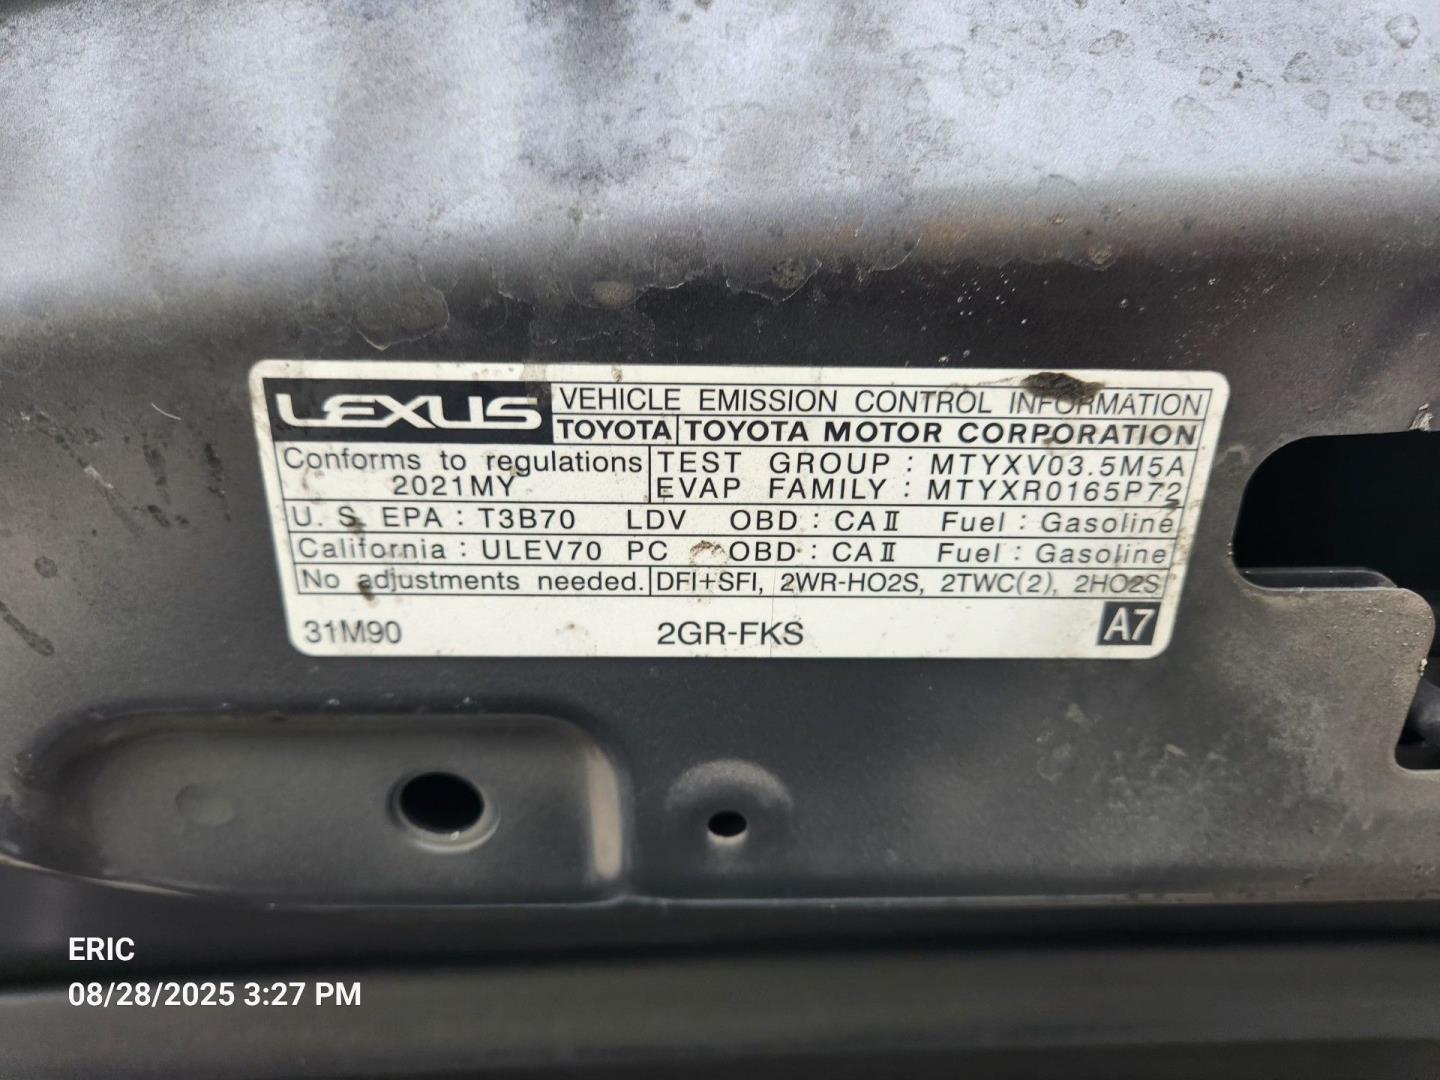 LEXUS VEHICLE EMISSION CONTROL INFORMATION
TOYOTA TOYOTA MOTOR CORPORATION
Conforms to regulations TEST GROUP : MTYXV03.5M5A
2021MY EVAP FAMILY : MTYXR0165P72
U. S. EPA : T3B70 LDV OBD : CAⅡ Fuel : Gasoline
California : ULEV70 PC OBD : CAⅡ Fuel : Gasoline
No adjustments needed. DFI+SFI, 2WR-HO2S, 2TWC(2), 2HO2S
31M90 2GR-FKS A7
ERIC
08/28/2025 3:27 PM